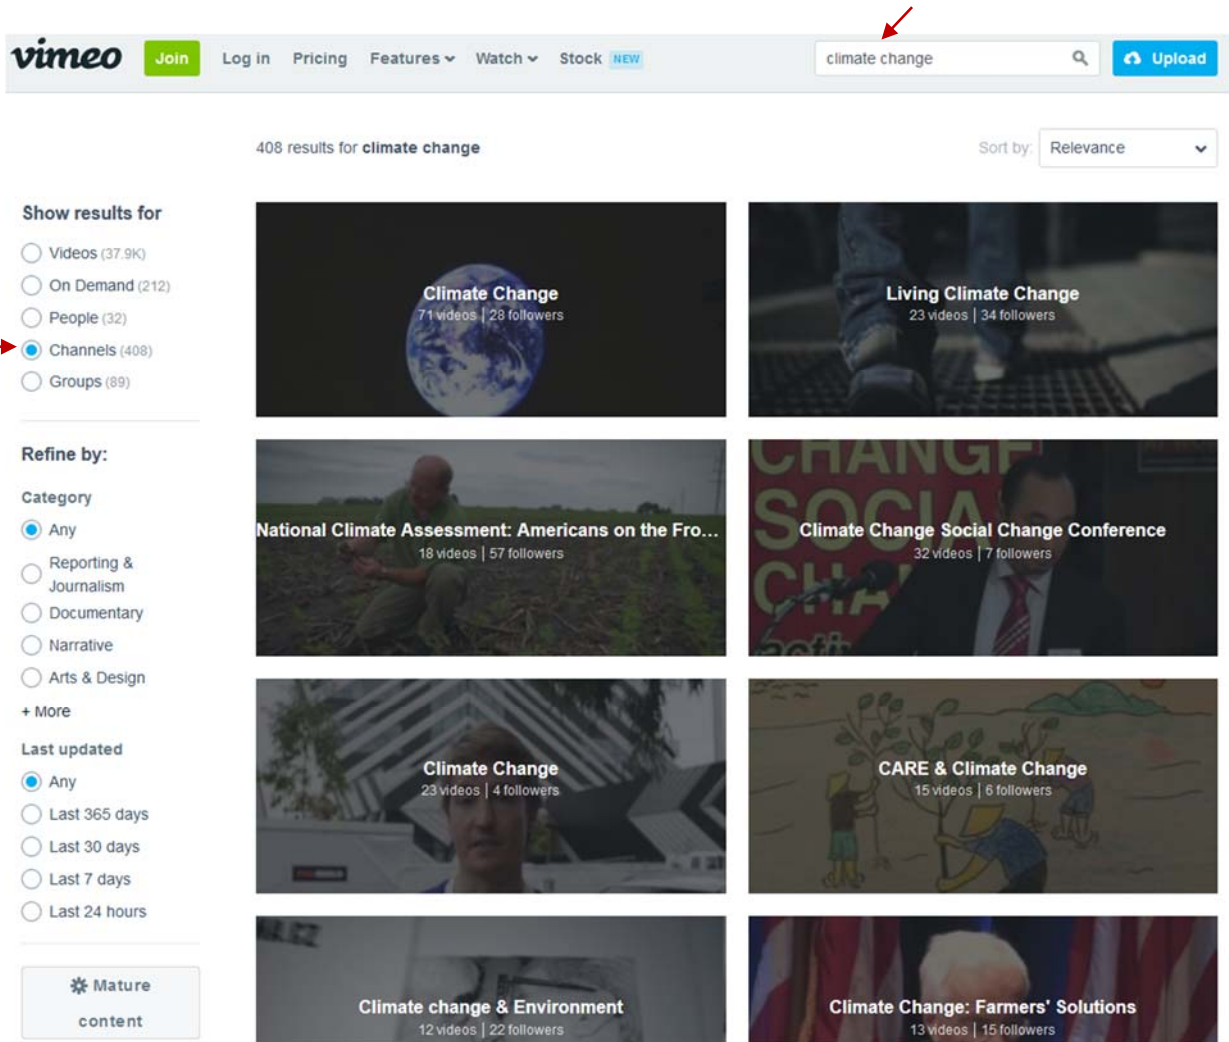 vimeo Join Log in Pricing Features Watch Stock NEW climate change Upload
408 results for climate change Sort by: Relevance
Show results for
Videos (37.9K)
On Demand (212)
People (32)
Channels (408)
Groups (89)
Refine by:
Category
Any
Reporting &
Journalism
Documentary
Narrative
Arts & Design
+ More
Last updated
Any
Last 365 days
Last 30 days
Last 7 days
Last 24 hours
Mature
content
Climate Change
71 videos | 28 followers
Living Climate Change
23 videos | 34 followers
National Climate Assessment: Americans on the Fro...
18 videos | 57 followers
CHANGE
SOCIA
CHA
Climate Change Social Change Conference
32 videos | 7 followers
Climate Change
23 videos | 4 followers
CARE & Climate Change
15 videos | 6 followers
Climate change & Environment
12 videos | 22 followers
Climate Change: Farmers' Solutions
13 videos | 15 followers